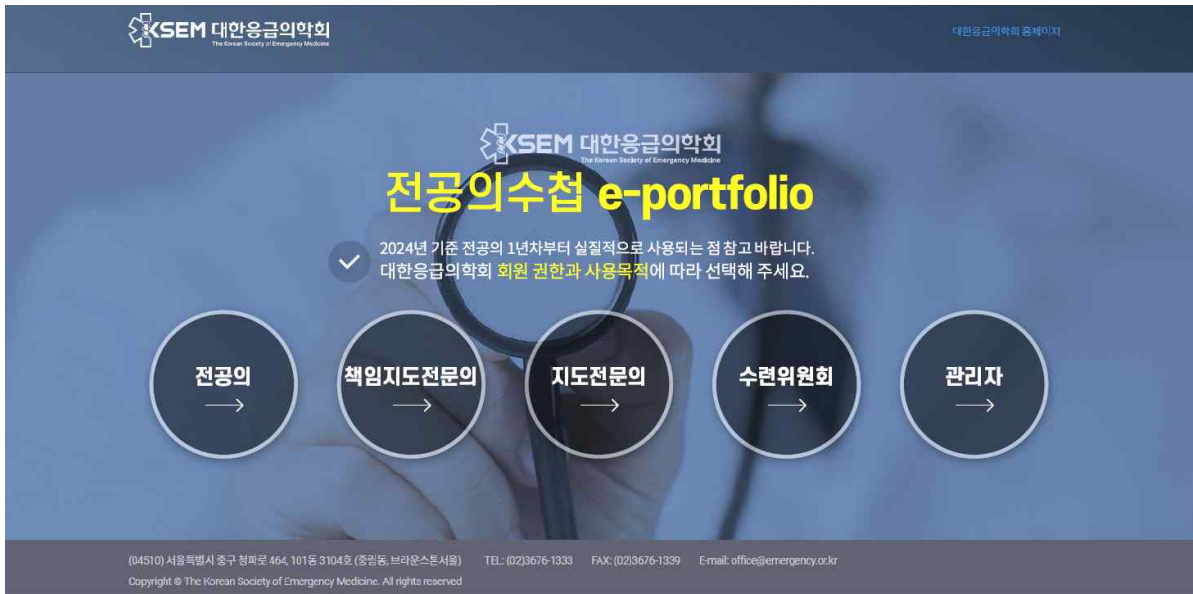 KSEM 대한응급의학회
The Korean Society of Emergency Medicine
대한응급의학회 홈페이지
KSEM 대한응급의학회
The Korean Society of Emergency Medicine
전공의수첩 e-portfolio
2024년 기준 전공의 1년차부터 실질적으로 사용되는 점 참고 바랍니다.
대한응급의학회 회원 권한과 사용목적에 따라 선택해 주세요.
전공의
책임지도전문의
지도전문의
수련위원회
관리자
(04510) 서울특별시 중구 청파로 464, 101동 3104호 (중림동, 브라운스톤서울) TEL: (02)3676-1333 FAX: (02)3676-1339 E-mail: office@emergency.or.kr
Copyright © The Korean Society of Emergency Medicine. All rights reserved